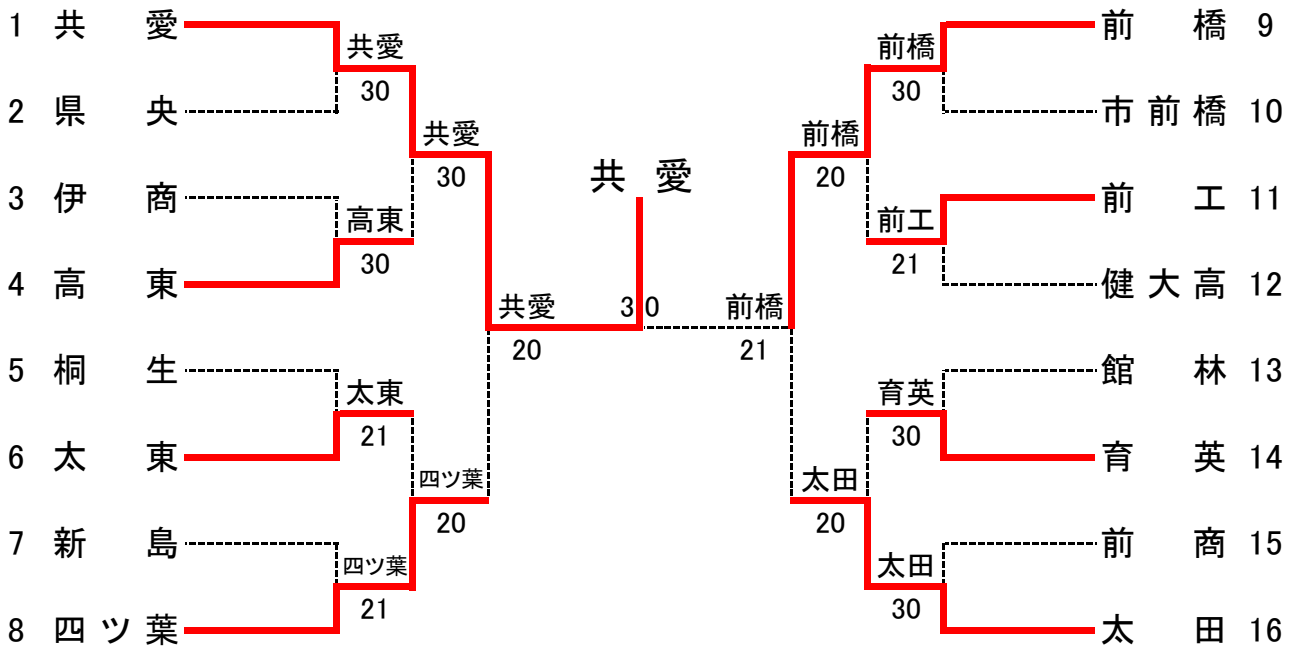 1 共 愛
2 県 央
3 伊 商
4 高 東
5 桐 生
6 太 東
7 新 島
8 四 ツ 葉
共愛
30
高東
30
太東
21
四ツ葉
21
共愛
30
四ツ葉
20
共愛
20
共 愛
30
前橋
21
前橋
20
太田
20
前橋
30
前工
21
育英
30
太田
30
前 橋 9
市 前 橋 10
前 工 11
健 大 高 12
館 林 13
育 英 14
前 商 15
太 田 16